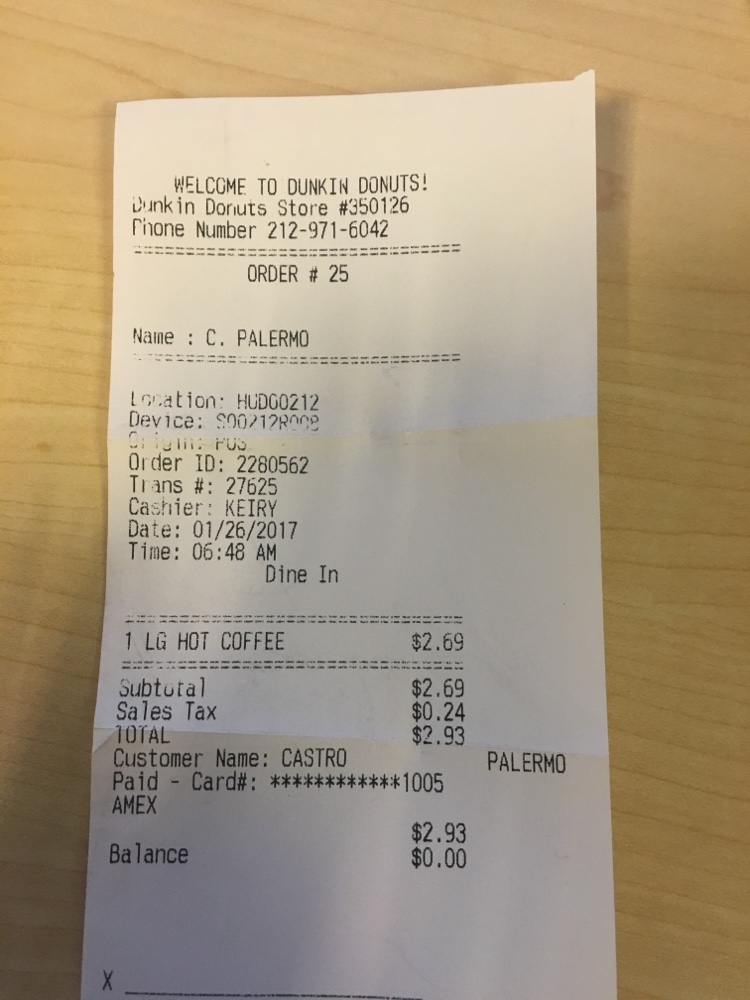 WELCOME TO DUNKIN DONUTS!
Dunkin Donuts Store #350126
Phone Number 212-971-6042
================================
ORDER # 25
Name : C. PALERMO
================================
Location: HUDG0212
Device: S00212R008
Origin: POS
Order ID: 2280562
Trans #: 27625
Cashier: KEIRY
Date: 01/26/2017
Time: 06:48 AM
Dine In
================================
1 LG HOT COFFEE $2.69
================================
Subtotal $2.69
Sales Tax $0.24
TOTAL $2.93
Customer Name: CASTRO PALERMO
Paid - Card#: ************1005
AMEX
$2.93
Balance $0.00
X